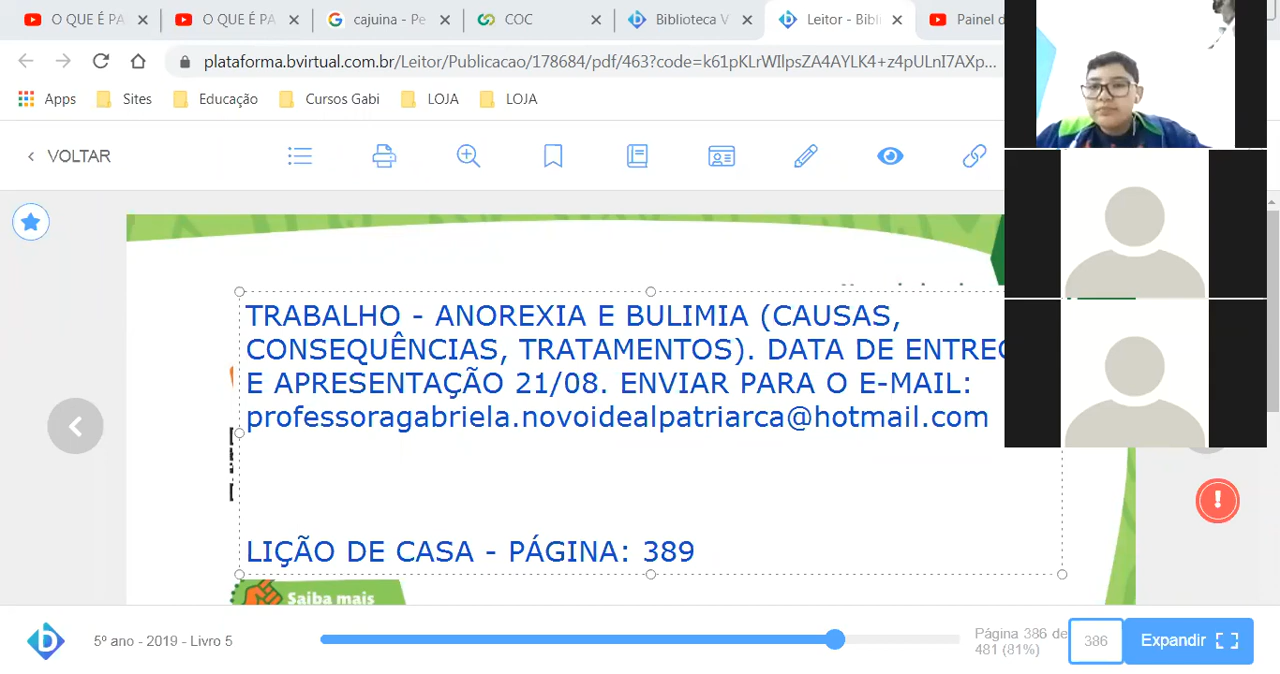 O QUE É PA
O QUE É PA
cajuina - Pe
COC
Biblioteca V
Leitor - Bibl
Painel d
plataforma.bvirtual.com.br/Leitor/Publicacao/178684/pdf/463?code=k61pKLrWIlpsZA4AYLK4+z4pULnI7AXp...
Apps
Sites
Educação
Cursos Gabi
LOJA
LOJA
VOLTAR
TRABALHO - ANOREXIA E BULIMIA (CAUSAS,
CONSEQUÊNCIAS, TRATAMENTOS). DATA DE ENTREG
E APRESENTAÇÃO 21/08. ENVIAR PARA O E-MAIL:
professoragabriela.novoidealpatriarca@hotmail.com
LIÇÃO DE CASA - PÁGINA: 389
Saiba mais
5º ano - 2019 - Livro 5
Página 386 de
481 (81%)
386
Expandir